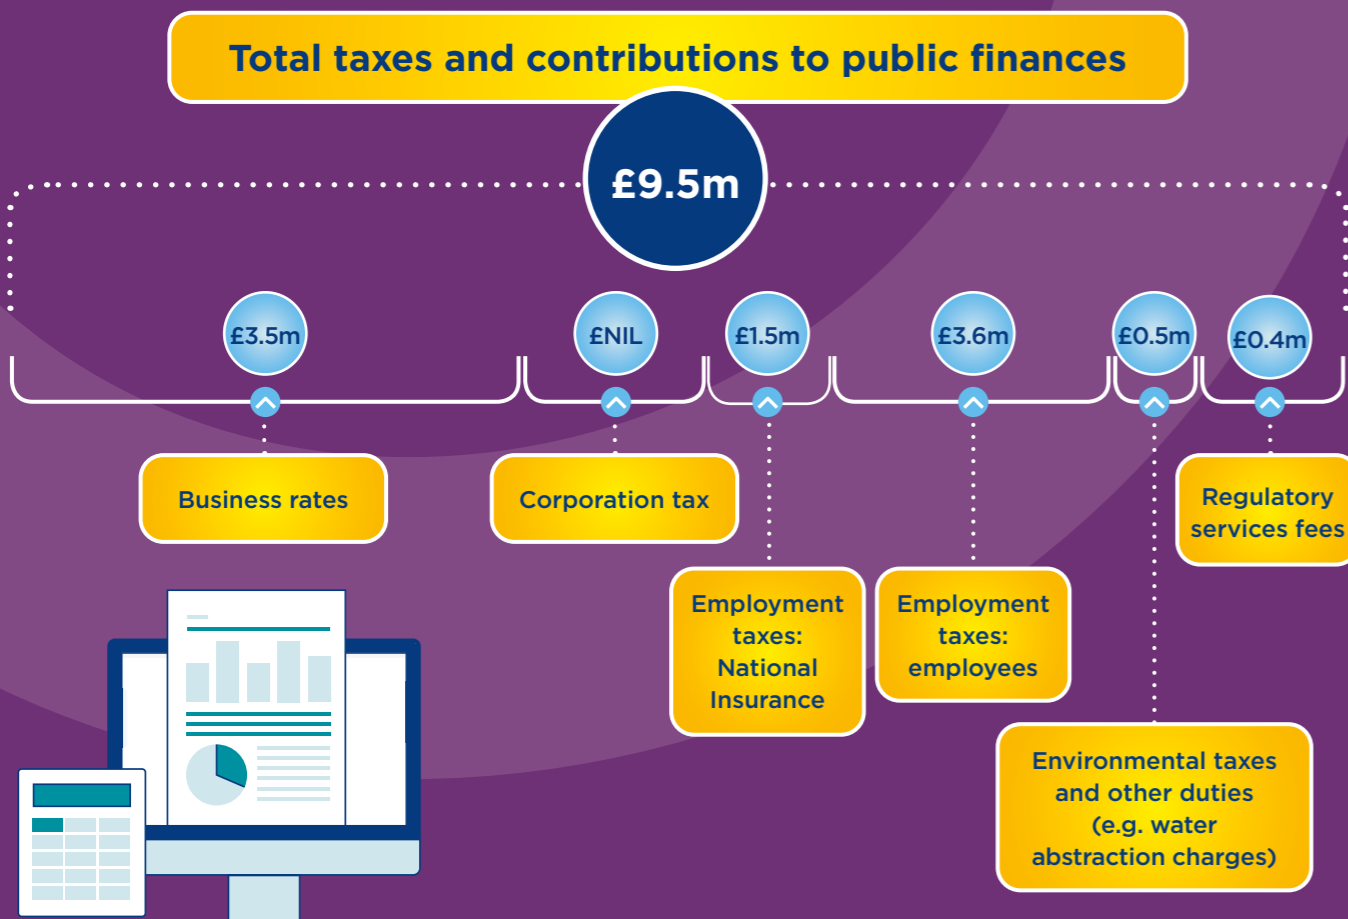 Total taxes and contributions to public finances
£9.5m
£3.5m
£NIL
£1.5m
£3.6m
£0.5m
£0.4m
Business rates
Corporation tax
Employment
taxes:
National
Insurance
Employment
taxes:
employees
Environmental taxes
and other duties
(e.g. water
abstraction charges)
Regulatory
services fees